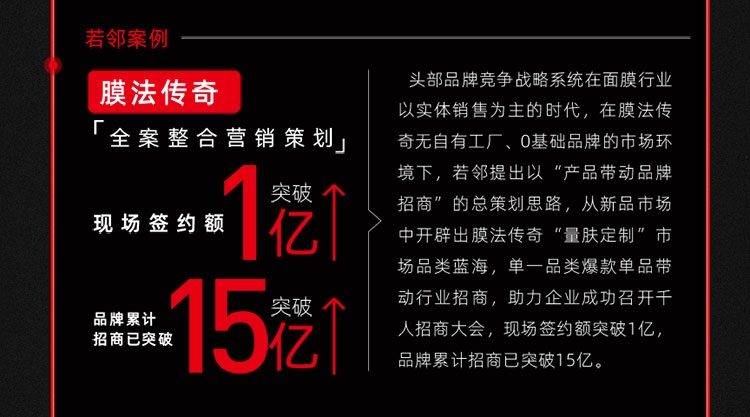 若邻案例
膜法传奇
「全案整合营销策划」
现场签约额1突破亿
品牌累计
招商已突破15突破亿
头部品牌竞争战略系统在面膜行业
以实体销售为主的时代，在膜法传
奇无自有工厂、0基础品牌的市场环
境下，若邻提出以“产品带动品牌
招商”的总策划思路，从新品市场
中开辟出膜法传奇“量肤定制”市
场品类蓝海，单一品类爆款单品带
动行业招商，助力企业成功召开千
人招商大会，现场签约额突破1亿，
品牌累计招商已突破15亿。